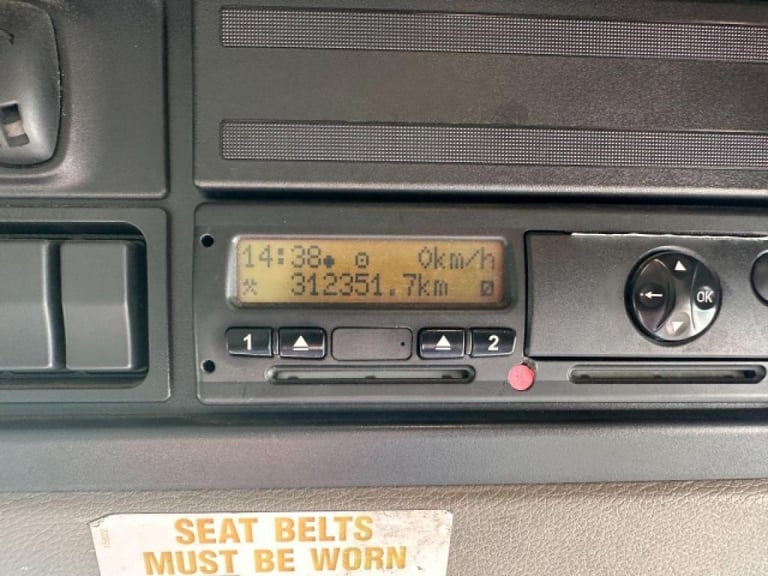 14:38 0km/h
312351.7km
1 2
OK
SEAT BELTS
MUST BE WORN